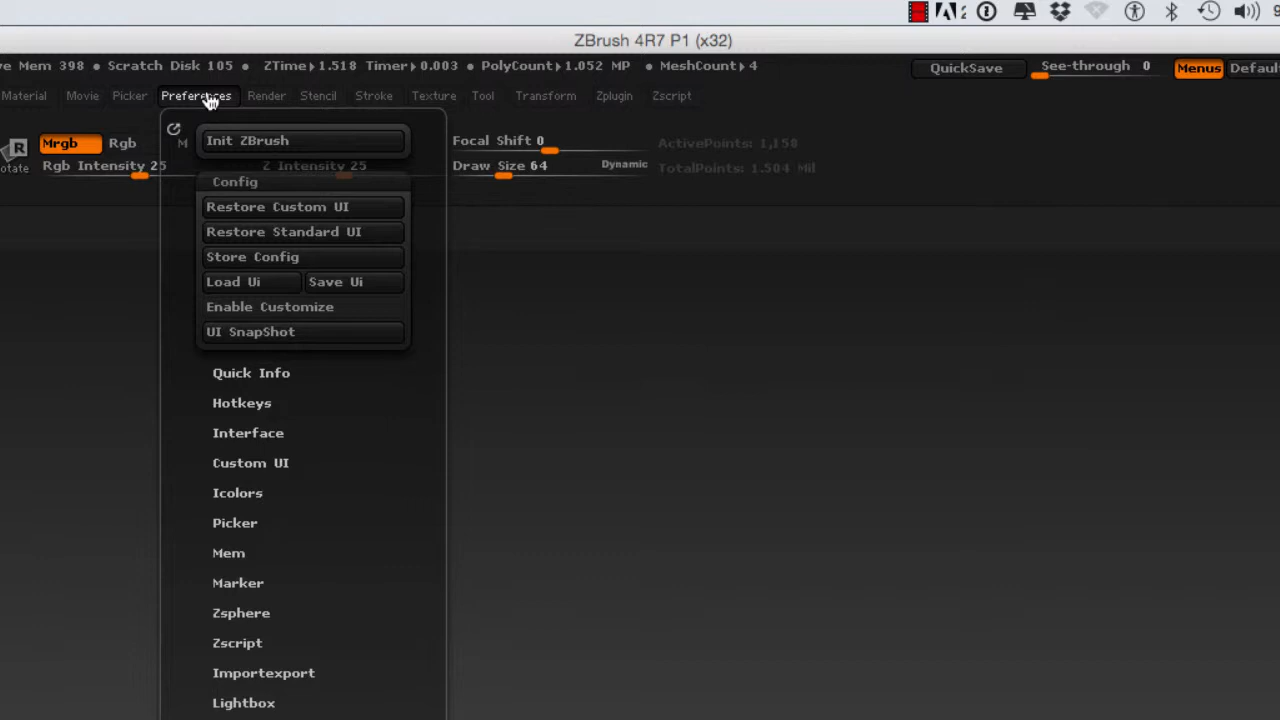 2 9
ZBrush 4R7 P1 (x32)
ve Mem 398 • Scratch Disk 105 • ZTime▸1.518 Timer▸0.003 • PolyCount▸1.052 MP • MeshCount▸4 QuickSave See-through 0 Menus Defaul
Material Movie Picker Preferences Render Stencil Stroke Texture Tool Transform Zplugin Zscript
R Mrgb Rgb M Init ZBrush Focal Shift 0 ActivePoints: 1,158
otate Rgb Intensity 25 Z Intensity 25 Draw Size 64 Dynamic TotalPoints: 1.504 Mil
Config
Restore Custom UI
Restore Standard UI
Store Config
Load Ui Save Ui
Enable Customize
UI SnapShot
Quick Info
Hotkeys
Interface
Custom UI
Icolors
Picker
Mem
Marker
Zsphere
Zscript
Importexport
Lightbox